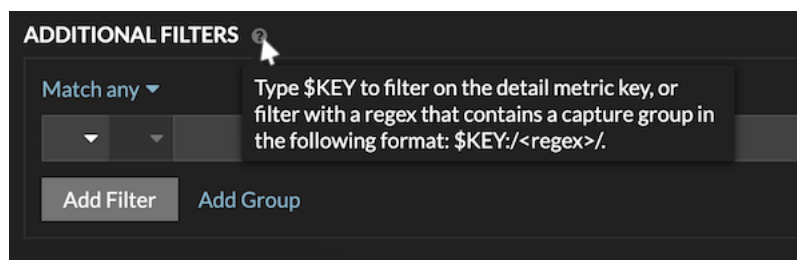 ADDITIONAL FILTERS ?
Match any
Type $KEY to filter on the detail metric key, or
filter with a regex that contains a capture group in
the following format: $KEY:/<regex>/.
Add Filter Add Group